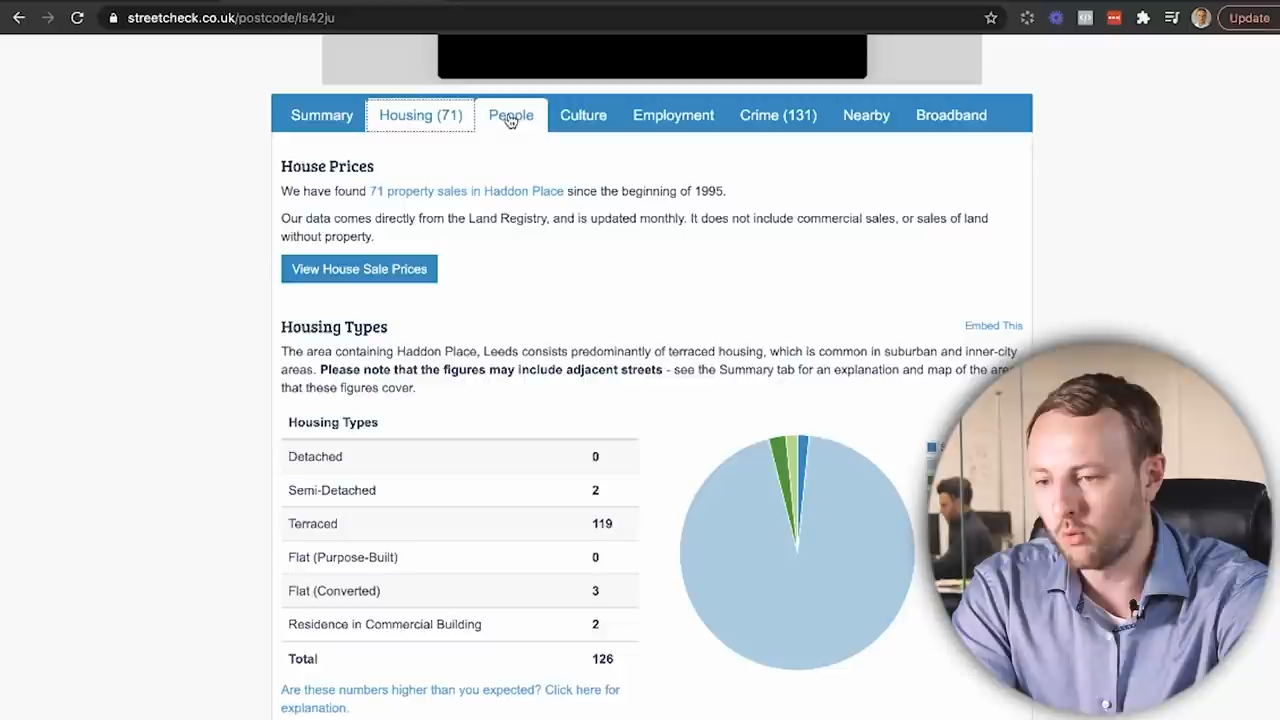 streetcheck.co.uk/postcode/ls42ju
Update
Summary
Housing (71)
People
Culture
Employment
Crime (131)
Nearby
Broadband
House Prices
We have found 71 property sales in Haddon Place since the beginning of 1995.
Our data comes directly from the Land Registry, and is updated monthly. It does not include commercial sales, or sales of land
without property.
View House Sale Prices
Housing Types
Embed This
The area containing Haddon Place, Leeds consists predominantly of terraced housing, which is common in suburban and inner-city
areas. Please note that the figures may include adjacent streets - see the Summary tab for an explanation and map of the
that these figures cover.
Housing Types
Detached 0
Semi-Detached 2
Terraced 119
Flat (Purpose-Built) 0
Flat (Converted) 3
Residence in Commercial Building 2
Total 126
Are these numbers higher than you expected? Click here for
explanation.